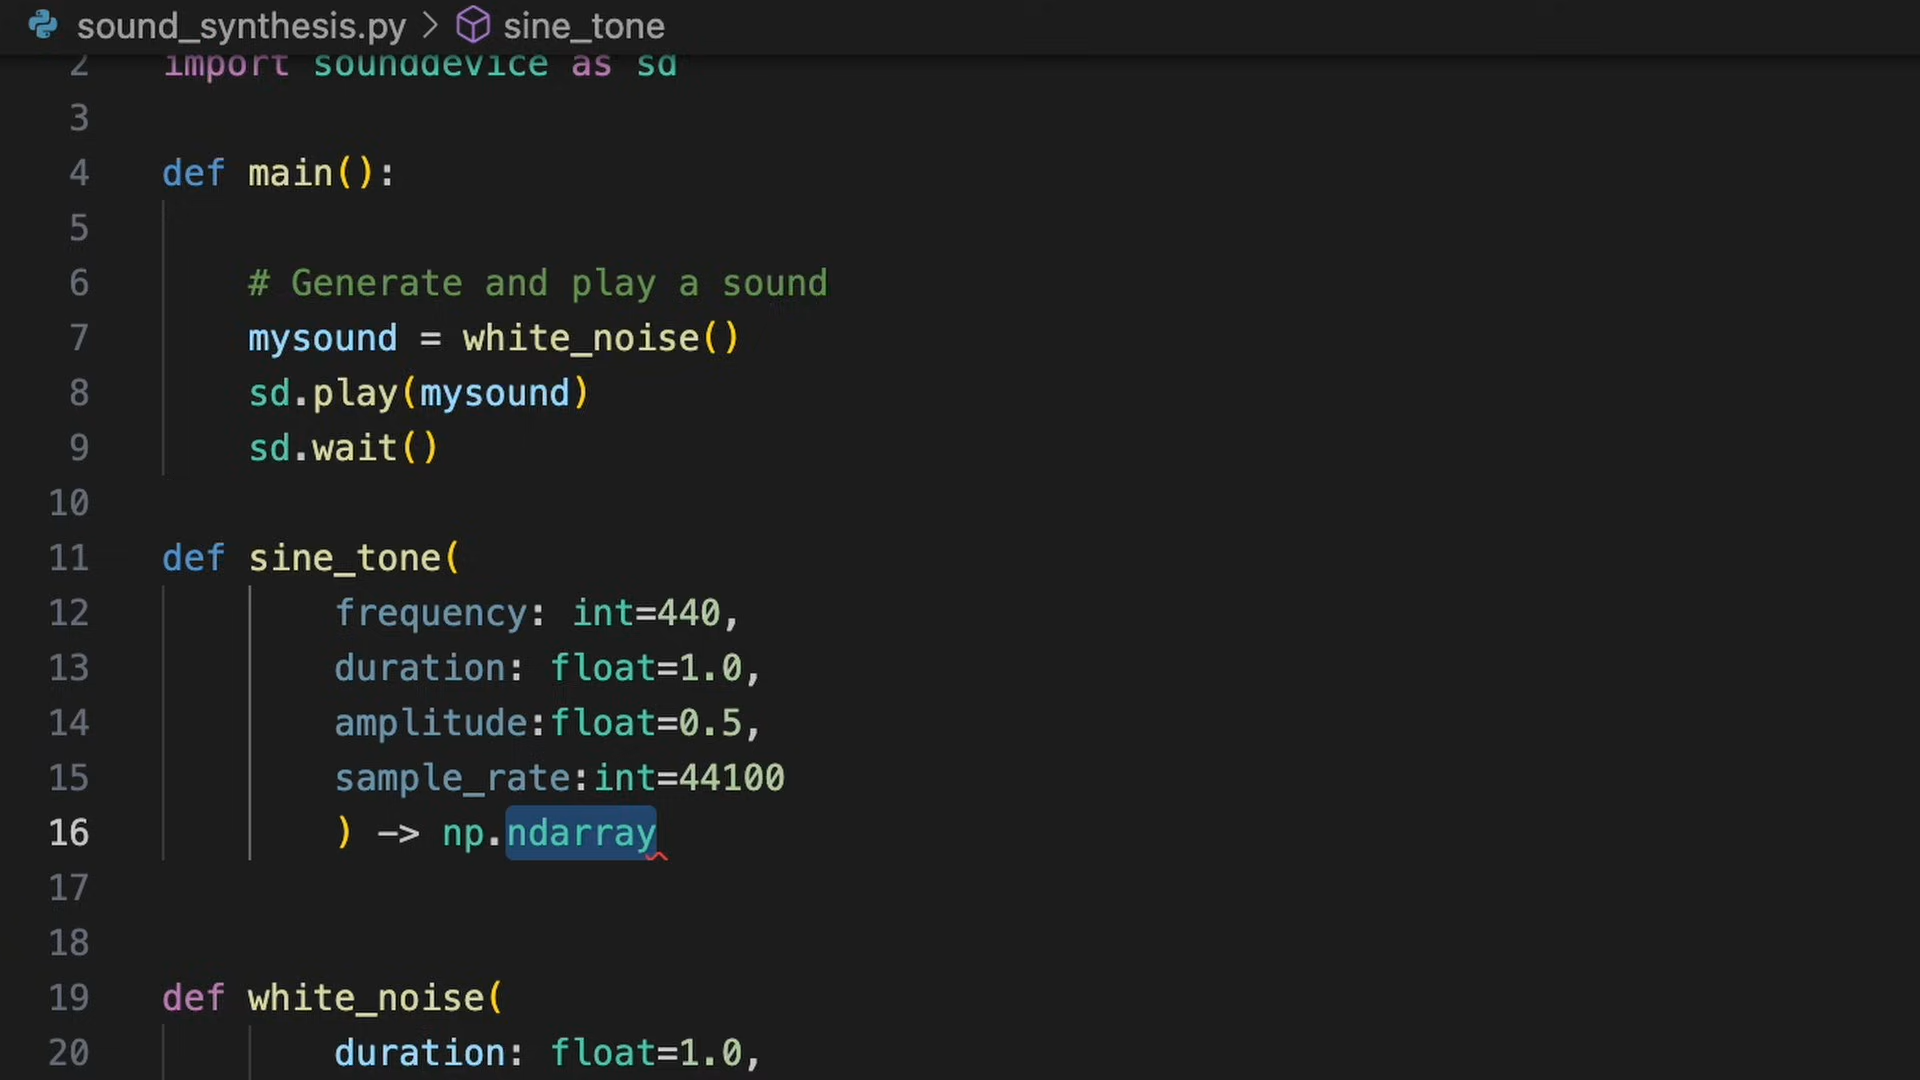 sound_synthesis.py > sine_tone
2 import sounddevice as sd
3
4 def main():
5
6 # Generate and play a sound
7 mysound = white_noise()
8 sd.play(mysound)
9 sd.wait()
10
11 def sine_tone(
12 frequency: int=440,
13 duration: float=1.0,
14 amplitude:float=0.5,
15 sample_rate:int=44100
16 ) -> np.ndarray
17
18
19 def white_noise(
20 duration: float=1.0,